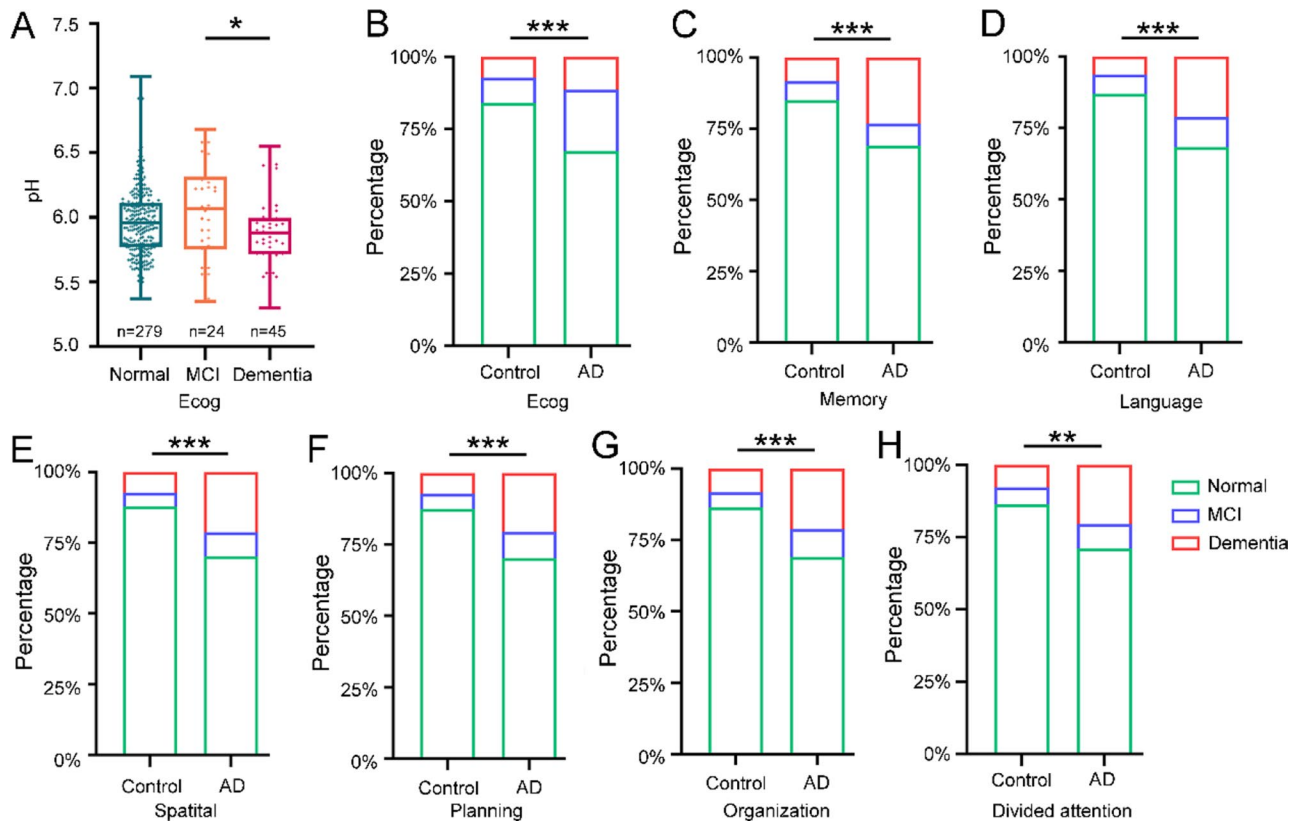 A
7.5
7.0
6.5
6.0
5.5
5.0
pH
*
n=279 n=24 n=45
Normal MCI Dementia
Ecog
B
***
100%
75%
50%
25%
0%
Percentage
Control AD
Ecog
C
***
100%
75%
50%
25%
0%
Percentage
Control AD
Memory
D
***
100%
75%
50%
25%
0%
Percentage
Control AD
Language
E
***
100%
75%
50%
25%
0%
Percentage
Control AD
Spatital
F
***
100%
75%
50%
25%
0%
Percentage
Control AD
Planning
G
***
100%
75%
50%
25%
0%
Percentage
Control AD
Organization
H
**
100%
75%
50%
25%
0%
Percentage
Control AD
Divided attention
Normal
MCI
Dementia